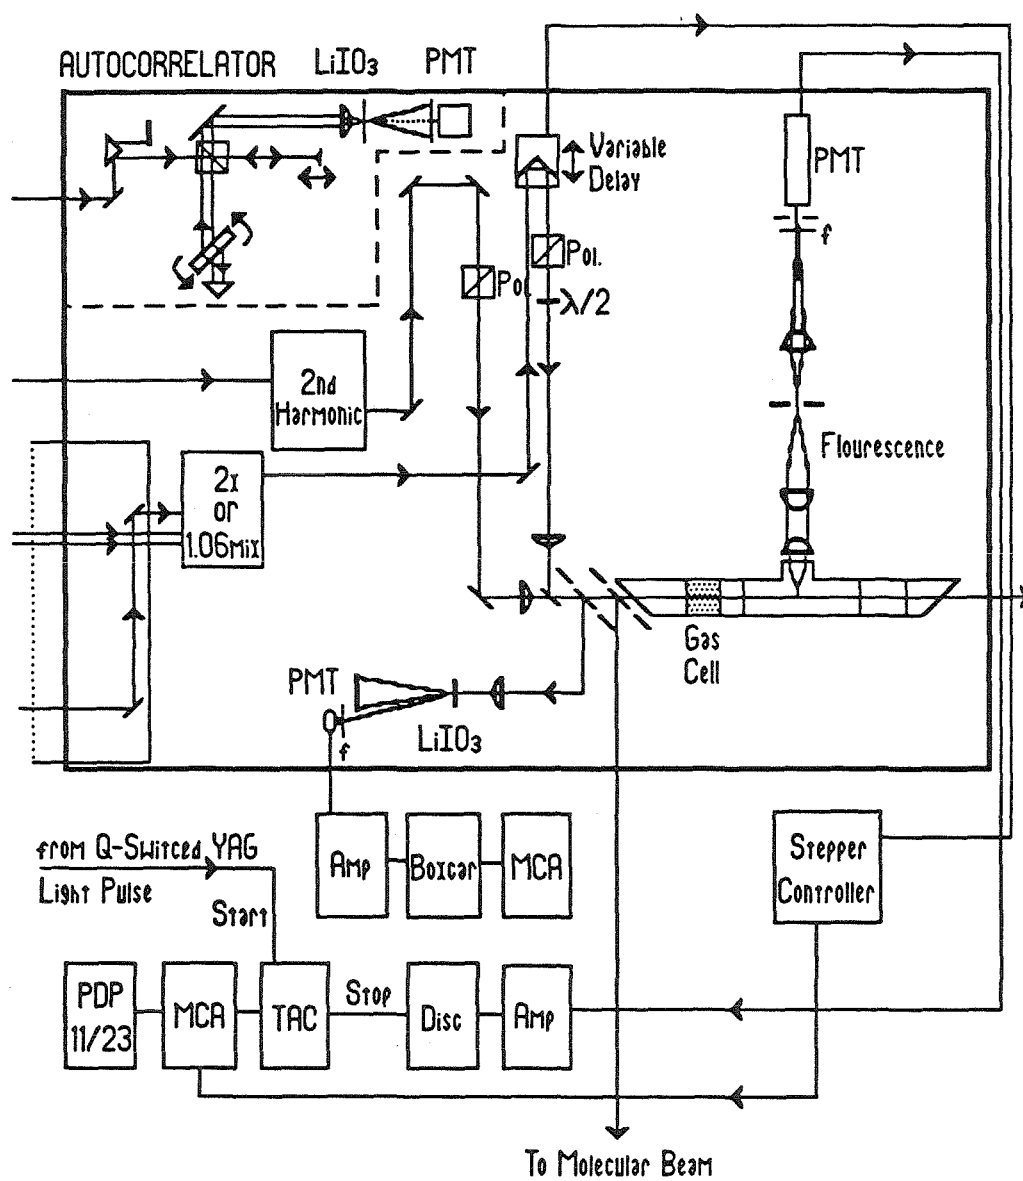 AUTOCORRELATOR
LiIO3
PMT
Variable
Delay
PMT
f
Pol.
Pol
λ/2
2nd
Harmonic
Flourescence
2x
or
1.06Mix
Gas
Cell
PMT
LiIO3
f
from Q-Switced YAG
Light Pulse
Start
Amp
Boxcar
MCA
Stepper
Controller
PDP
11/23
MCA
TAC
Stop
Disc
Amp
To Molecular Beam